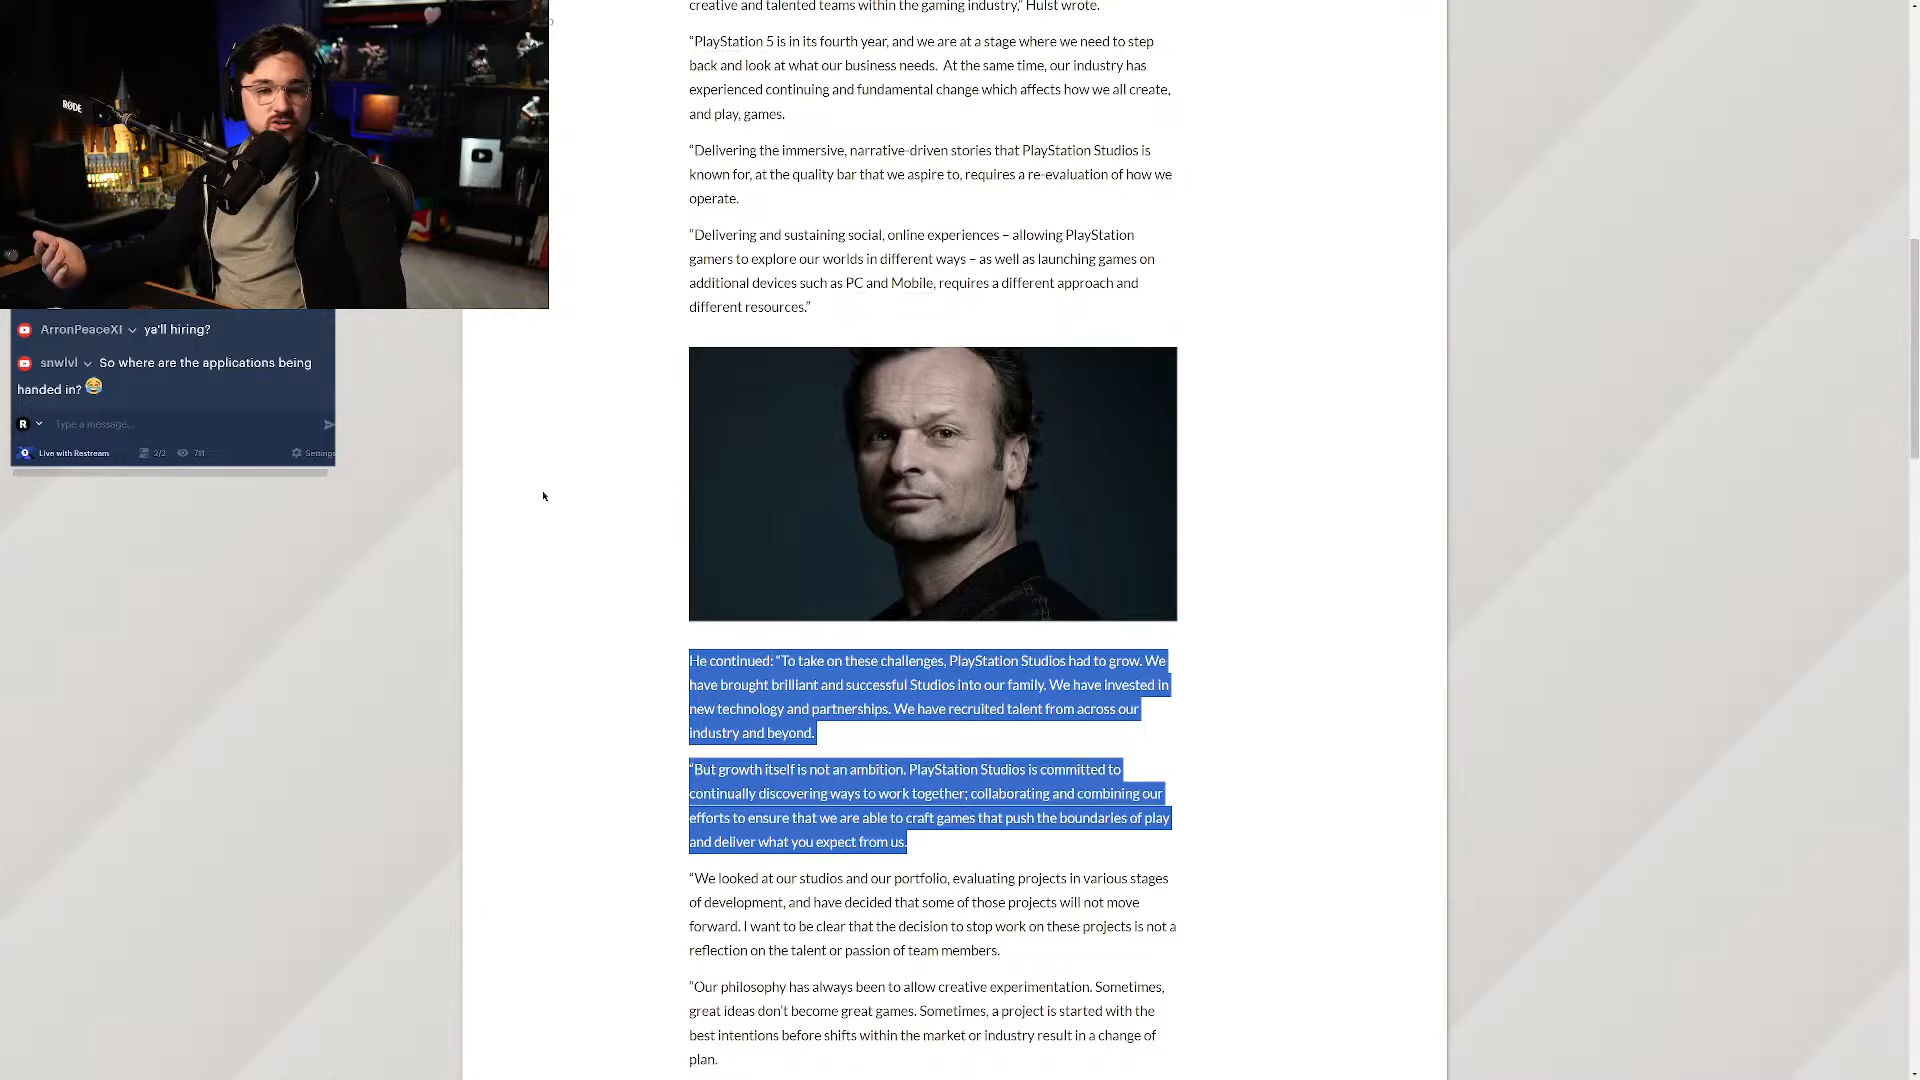 creative and talented teams within the gaming industry,” Hulst wrote.
“PlayStation 5 is in its fourth year, and we are at a stage where we need to step
back and look at what our business needs.  At the same time, our industry has
experienced continuing and fundamental change which affects how we all create,
and play, games.
“Delivering the immersive, narrative-driven stories that PlayStation Studios is
known for, at the quality bar that we aspire to, requires a re-evaluation of how we
operate.
“Delivering and sustaining social, online experiences – allowing PlayStation
gamers to explore our worlds in different ways – as well as launching games on
additional devices such as PC and Mobile, requires a different approach and
different resources.”
RØDE
ArronPeaceXI ya'll hiring?
snwlvl So where are the applications being
handed in? 😂
R Type a message...
Live with Restream 2/2 711 Settings
He continued: “To take on these challenges, PlayStation Studios had to grow. We
have brought brilliant and successful Studios into our family. We have invested in
new technology and partnerships. We have recruited talent from across our
industry and beyond.
“But growth itself is not an ambition. PlayStation Studios is committed to
continually discovering ways to work together; collaborating and combining our
efforts to ensure that we are able to craft games that push the boundaries of play
and deliver what you expect from us.
“We looked at our studios and our portfolio, evaluating projects in various stages
of development, and have decided that some of those projects will not move
forward. I want to be clear that the decision to stop work on these projects is not a
reflection on the talent or passion of team members.
“Our philosophy has always been to allow creative experimentation. Sometimes,
great ideas don’t become great games. Sometimes, a project is started with the
best intentions before shifts within the market or industry result in a change of
plan.